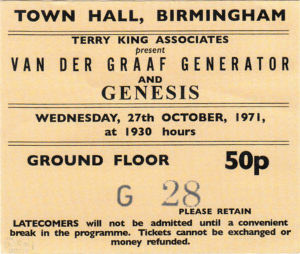 TOWN HALL, BIRMINGHAM
TERRY KING ASSOCIATES
present
VAN DER GRAAF GENERATOR
AND
GENESIS
WEDNESDAY, 27th OCTOBER, 1971,
at 1930 hours
GROUND FLOOR 50p
G 28
PLEASE RETAIN
LATECOMERS will not be admitted until a convenient
break in the programme. Tickets cannot be exchanged or
money refunded.